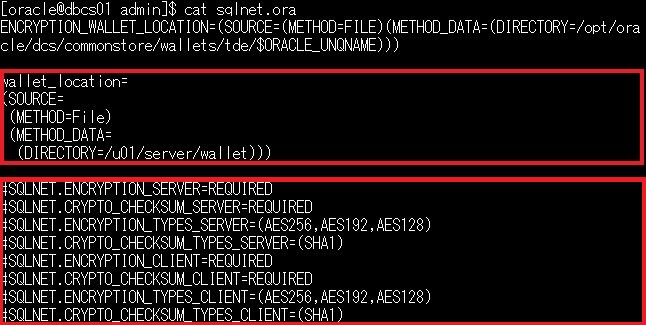 [oracle@dbcs01 admin]$ cat sqlnet.ora
ENCRYPTION_WALLET_LOCATION=(SOURCE=(METHOD=FILE)(METHOD_DATA=(DIRECTORY=/opt/ora
cle/dcs/commonstore/wallets/tde/$ORACLE_UNQNAME)))
wallet_location=
(SOURCE=
(METHOD=File)
(METHOD_DATA=
(DIRECTORY=/u01/server/wallet)))
#SQLNET.ENCRYPTION_SERVER=REQUIRED
#SQLNET.CRYPTO_CHECKSUM_SERVER=REQUIRED
#SQLNET.ENCRYPTION_TYPES_SERVER=(AES256,AES192,AES128)
#SQLNET.CRYPTO_CHECKSUM_TYPES_SERVER=(SHA1)
#SQLNET.ENCRYPTION_CLIENT=REQUIRED
#SQLNET.CRYPTO_CHECKSUM_CLIENT=REQUIRED
#SQLNET.ENCRYPTION_TYPES_CLIENT=(AES256,AES192,AES128)
#SQLNET.CRYPTO_CHECKSUM_TYPES_CLIENT=(SHA1)